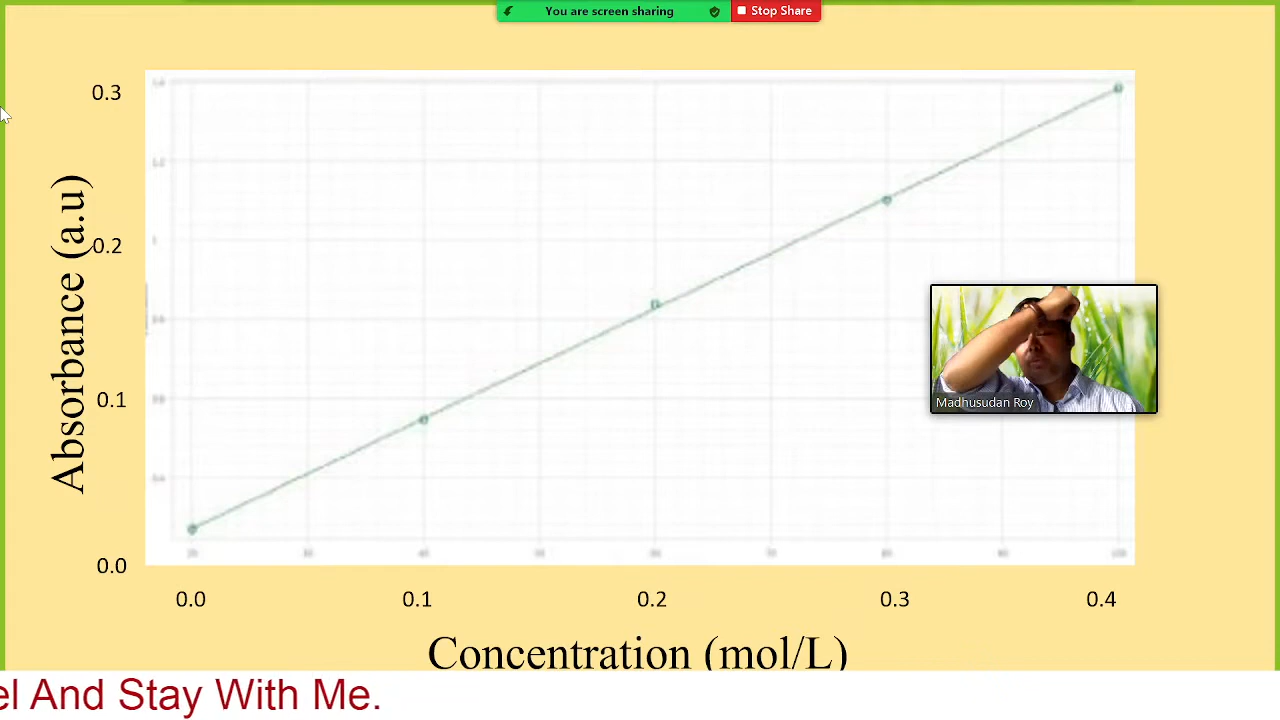 You are screen sharing
Stop Share
0.3
Absorbance (a.u)
0.2
0.1
0.0
Madhusudan Roy
0.0 0.1 0.2 0.3 0.4
Concentration (mol/L)
el And Stay With Me.